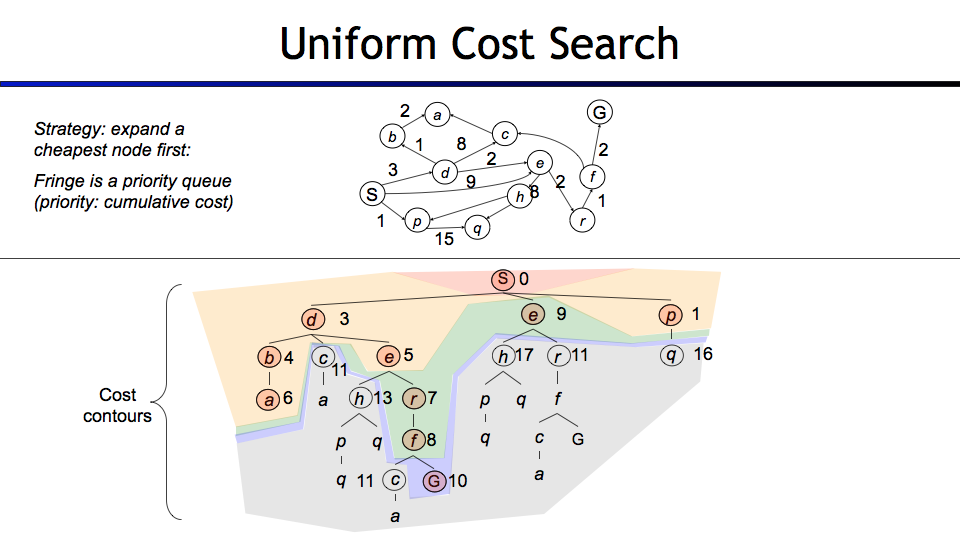 Uniform Cost Search
Strategy: expand a
cheapest node first:
Fringe is a priority queue
(priority: cumulative cost)
2 a G
b 1 8 c 2
3 d 2 e
S 9 h 8 2 f
1 p 1
15 q r
S 0
d 3 e 9 p 1
b 4 c 11 e 5 h 17 r 11 q 16
a 6 a h 13 r 7 p q f
p q f 8 q c G
q 11 c G 10 a
a
Cost
contours